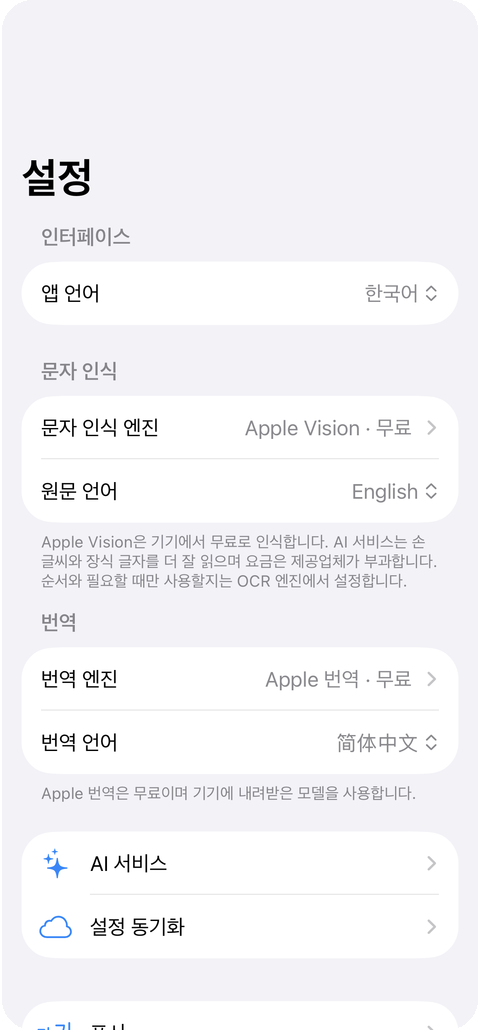 설정
인터페이스
앱 언어 한국어
문자 인식
문자 인식 엔진 Apple Vision · 무료
원문 언어 English
Apple Vision은 기기에서 무료로 인식합니다. AI 서비스는 손
글씨와 장식 글자를 더 잘 읽으며 요금은 제공업체가 부과합니다.
순서와 필요할 때만 사용할지는 OCR 엔진에서 설정합니다.
번역
번역 엔진 Apple 번역 · 무료
번역 언어 简体中文
Apple 번역은 무료이며 기기에 내려받은 모델을 사용합니다.
AI 서비스
설정 동기화